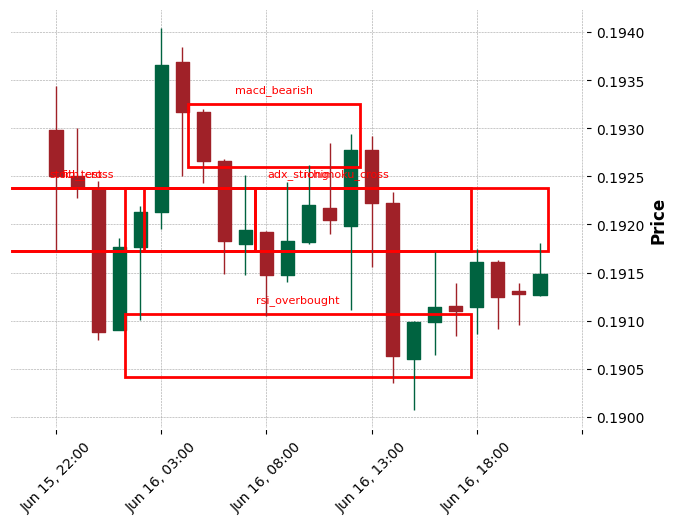 0.1940
0.1935
macd_bearish
0.1930
adx_strong
0.1925
0.1920
Price
0.1915
rsi_overbought
0.1910
0.1905
0.1900
Jun 15, 22:00
Jun 16, 03:00
Jun 16, 08:00
Jun 16, 13:00
Jun 16, 18:00